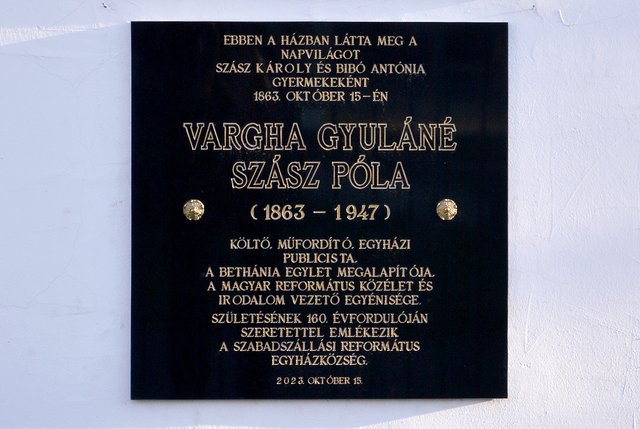 EBBEN A HÁZBAN LÁTTA MEG A
NAPVILÁGOT
SZÁSZ KÁROLY ÉS BIBÓ ANTÓNIA
GYERMEKEKÉNT
1863. OKTÓBER 15-ÉN
VARGHA GYULÁNÉ
SZÁSZ PÓLA
(1863 - 1947)
KÖLTŐ, MŰFORDÍTÓ, EGYHÁZI
PUBLICISTA.
A BETHÁNIA EGYLET MEGALAPÍTÓJA.
A MAGYAR REFORMÁTUS KÖZÉLET ÉS
IRODALOM VEZETŐ EGYÉNISÉGE.
SZÜLETÉSÉNEK 160. ÉVFORDULÓJÁN
SZERETETTEL EMLÉKEZIK
A SZABADSZÁLLÁSI REFORMÁTUS
EGYHÁZKÖZSÉG.
2023. OKTÓBER 15.